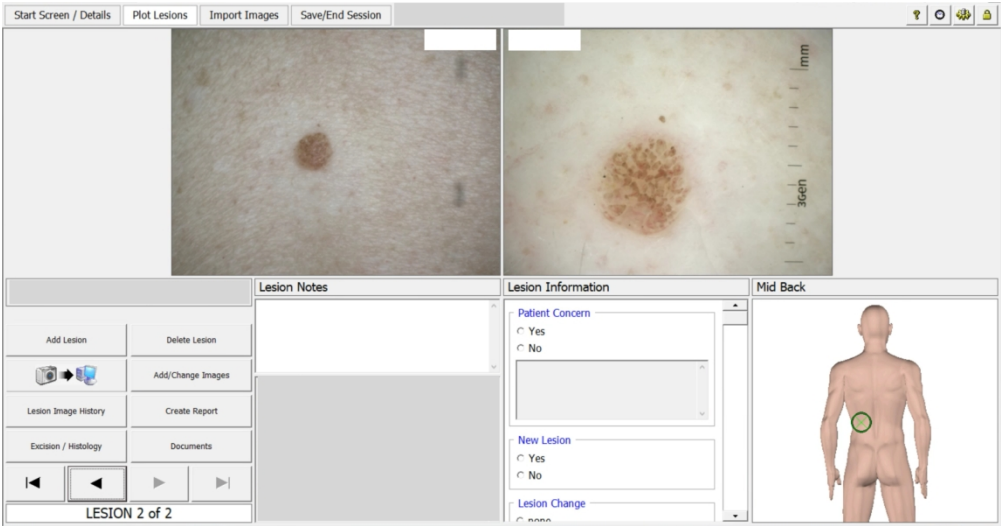 Start Screen / Details
Plot Lesions
Import Images
Save/End Session
?
mm
3Gen
Lesion Notes
Lesion Information
Mid Back
Patient Concern
Yes
No
Add Lesion
Delete Lesion
Add/Change Images
Lesion Image History
Create Report
Excision / Histology
Documents
New Lesion
Yes
No
Lesion Change
none
LESION 2 of 2